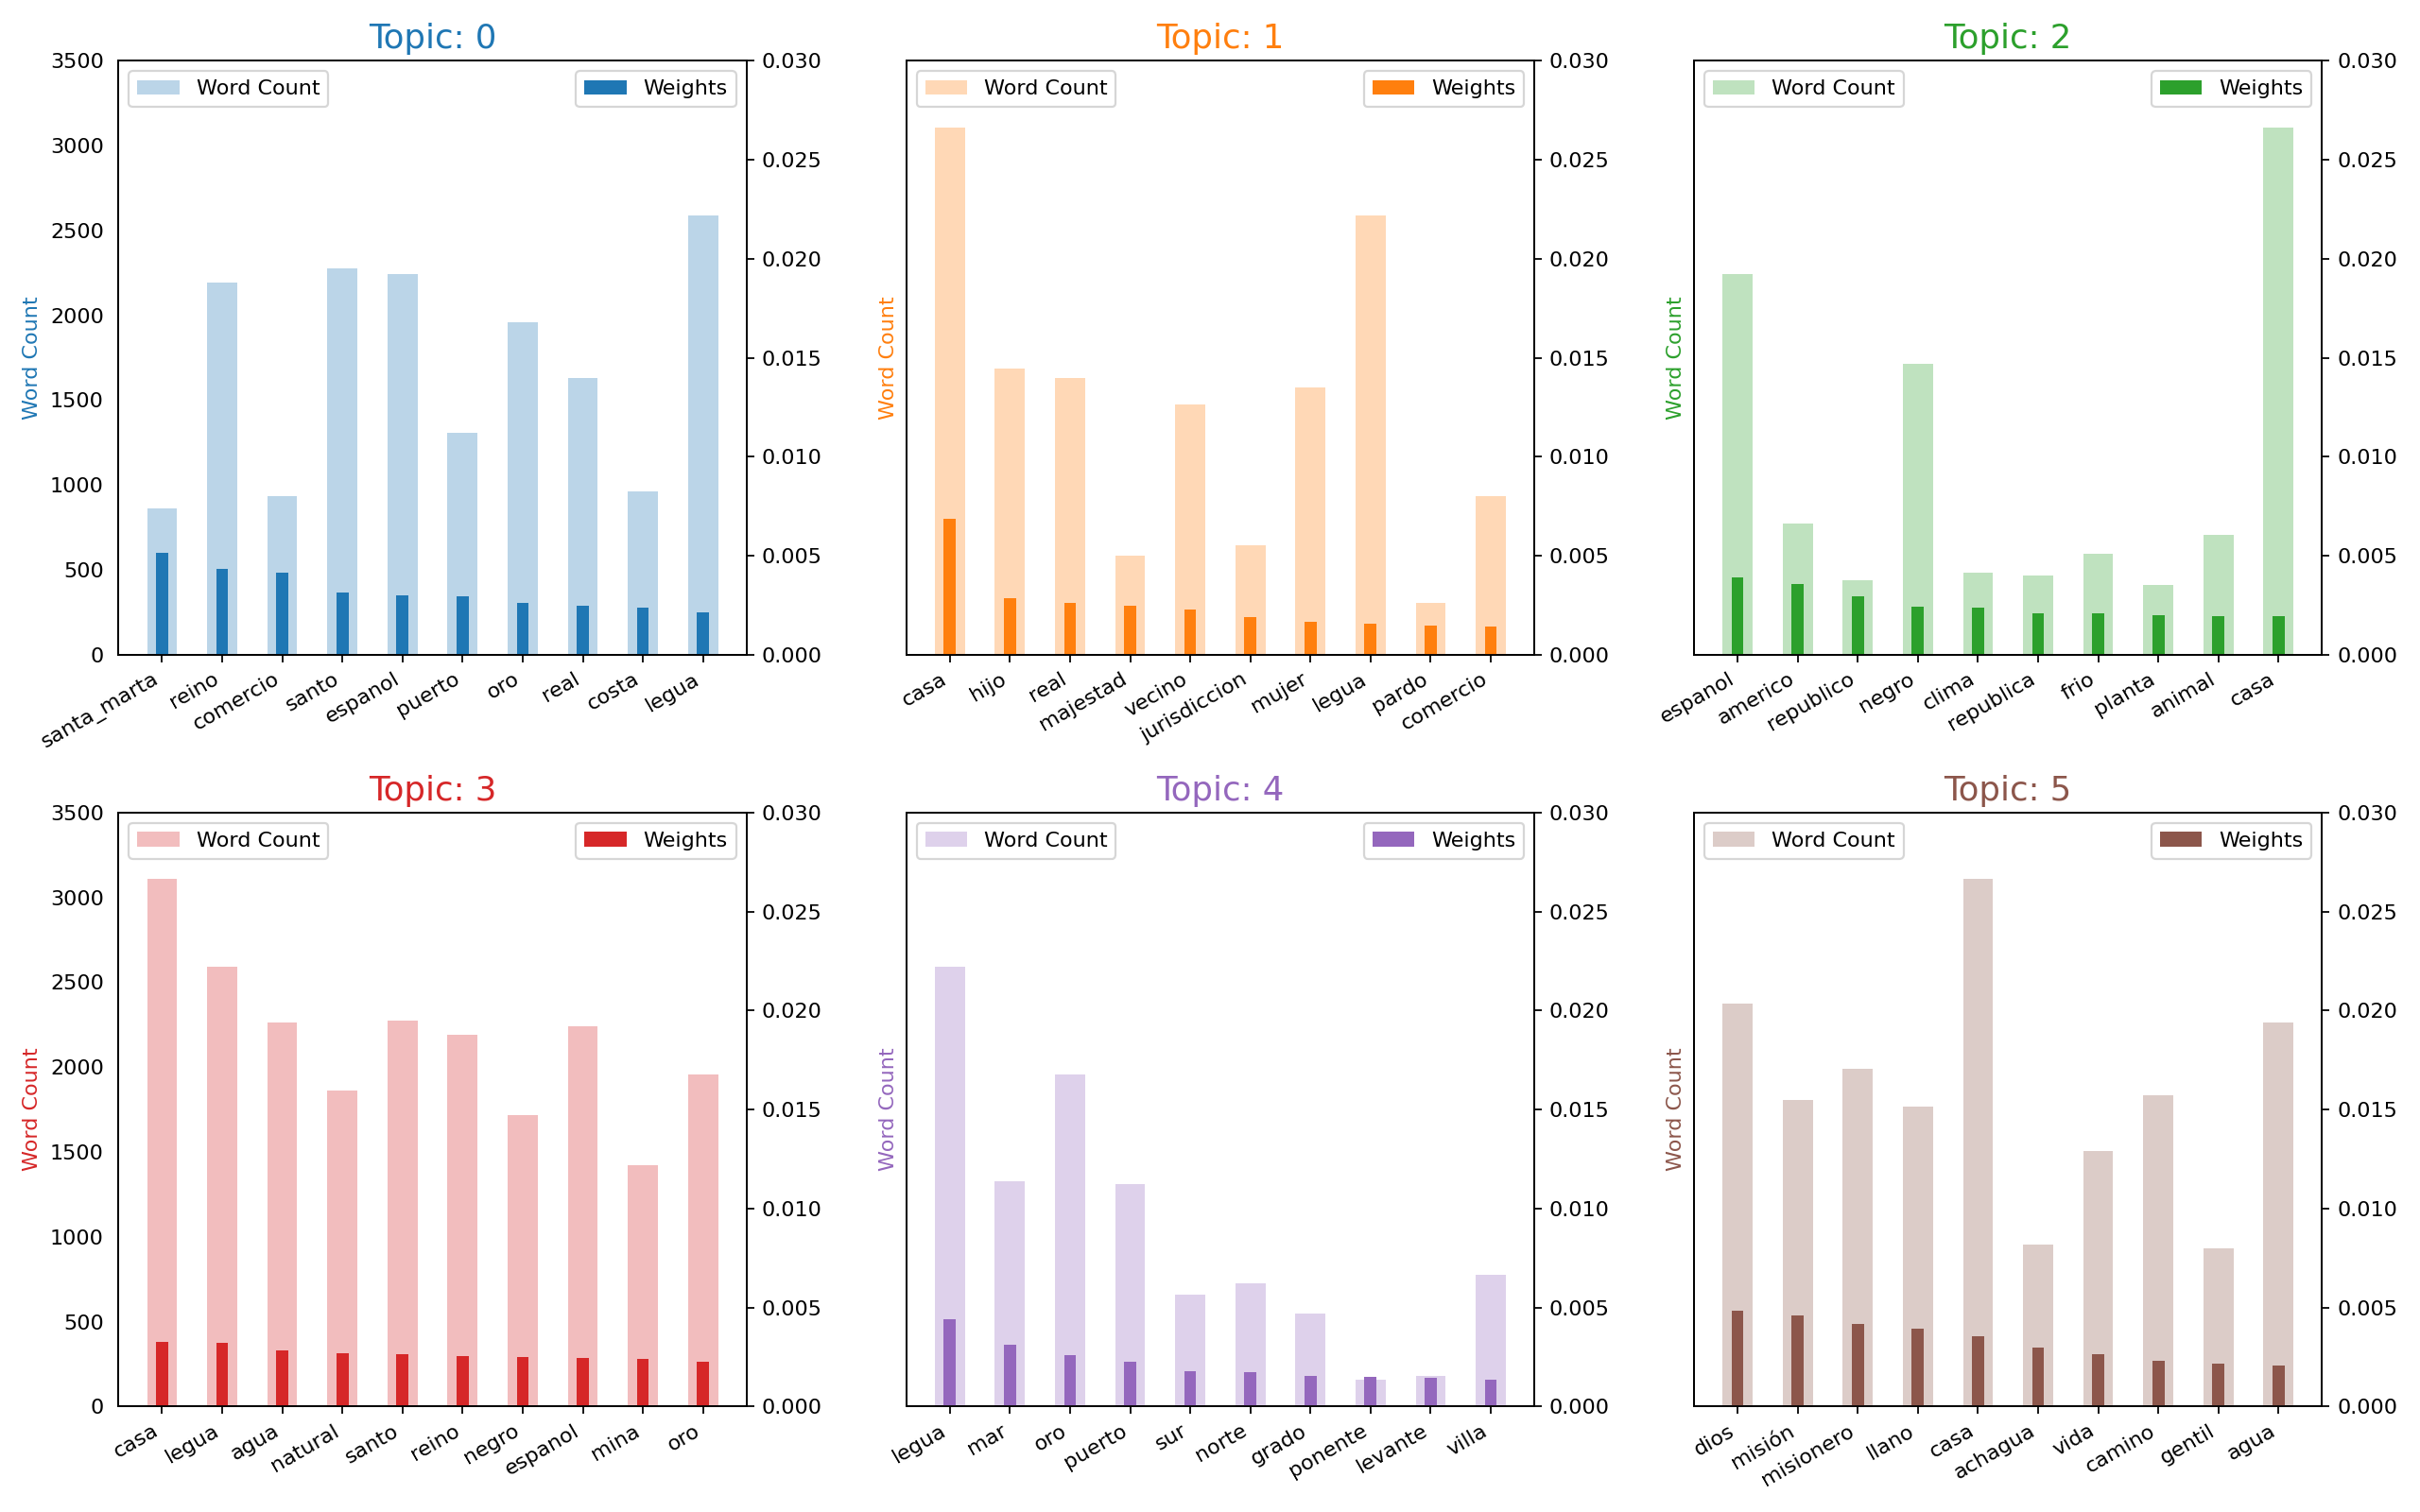 Topic: 0
Word Count
Weights
3500
3000
2500
2000
1500
1000
500
0
Word Count
0.030
0.025
0.020
0.015
0.010
0.005
0.000
santa_marta
reino
comercio
santo
espanol
puerto
oro
real
costa
legua
Topic: 1
Word Count
Weights
Word Count
0.030
0.025
0.020
0.015
0.010
0.005
0.000
casa
hijo
real
majestad
vecino
jurisdiccion
mujer
legua
pardo
comercio
Topic: 2
Word Count
Weights
Word Count
0.030
0.025
0.020
0.015
0.010
0.005
0.000
espanol
americo
republico
negro
clima
republica
frio
planta
animal
casa
Topic: 3
Word Count
Weights
3500
3000
2500
2000
1500
1000
500
0
Word Count
0.030
0.025
0.020
0.015
0.010
0.005
0.000
casa
legua
agua
natural
santo
reino
negro
espanol
mina
oro
Topic: 4
Word Count
Weights
Word Count
0.030
0.025
0.020
0.015
0.010
0.005
0.000
legua
mar
oro
puerto
sur
norte
grado
ponente
levante
villa
Topic: 5
Word Count
Weights
Word Count
0.030
0.025
0.020
0.015
0.010
0.005
0.000
dios
misión
misionero
llano
casa
achagua
vida
camino
gentil
agua